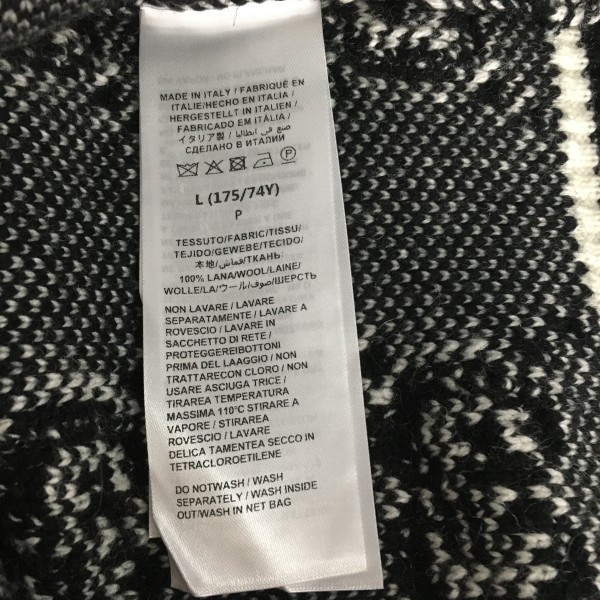 MADE IN ITALY / FABRIQUÉ EN
ITALIE/HECHO EN ITALIA /
HERGESTELLT IN ITALIEN /
FABRICADO EM ITÁLIA /
イタリア製 / صنع في ايطاليا /
СДЕЛАНО В ИТАЛИИ
P
L (175/74Y)
P
TESSUTO/FABRIC/TISSU/
TEJIDO/GEWEBE/TECIDO/
本地/قماش/ТКАНЬ
100% LANA/WOOL/LAINE/
WOLLE/LA/ウール/صوف/ШЕРСТЬ
NON LAVARE / LAVARE
SEPARATAMENTE / LAVARE A
ROVESCIO / LAVARE IN
SACCHETTO DI RETE /
PROTEGGEREIBOTTONI
PRIMA DEL LAAGGIO / NON
TRATTARECON CLORO / NON
USARE ASCIUGA TRICE /
TIRAREA TEMPERATURA
MASSIMA 110°C STIRARE A
VAPORE / STIRAREA
ROVESCIO / LAVARE
DELICA TAMENTEA SECCO IN
TETRACLOROETILENE
DO NOTWASH / WASH
SEPARATELY / WASH INSIDE
OUT/WASH IN NET BAG